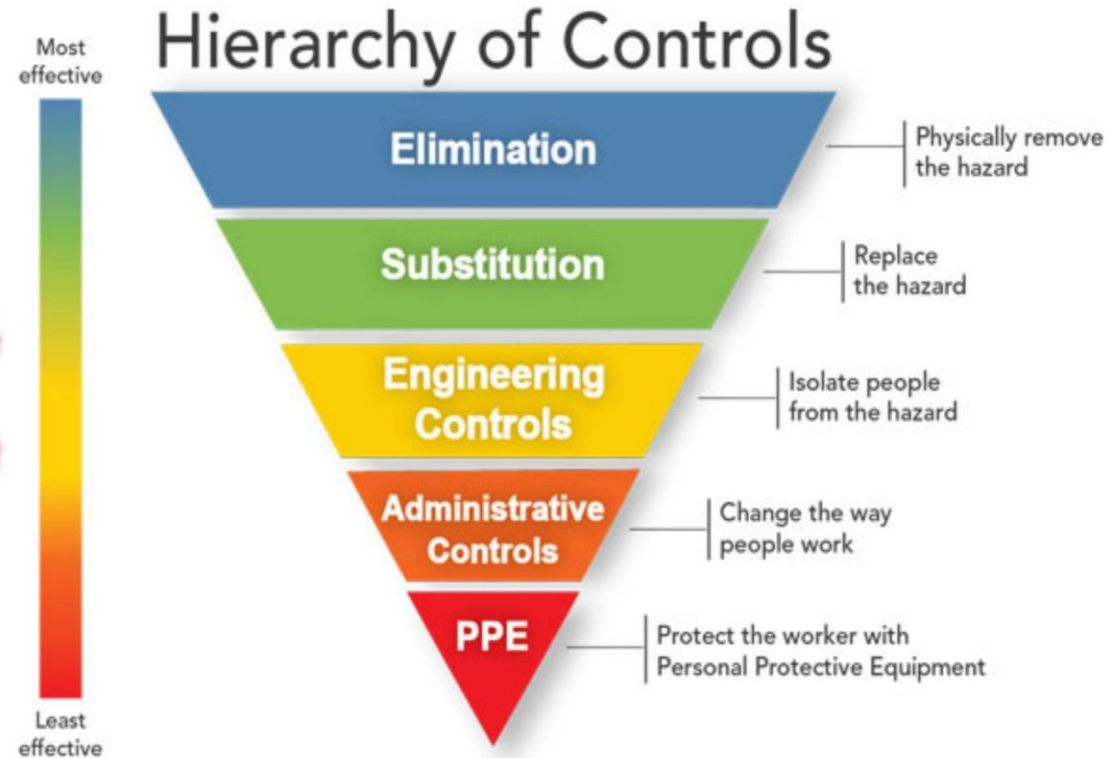 Hierarchy of Controls
Most
effective
Elimination
Physically remove
the hazard
Substitution
Replace
the hazard
Engineering
Controls
Isolate people
from the hazard
Administrative
Controls
Change the way
people work
PPE
Protect the worker with
Personal Protective Equipment
Least
effective